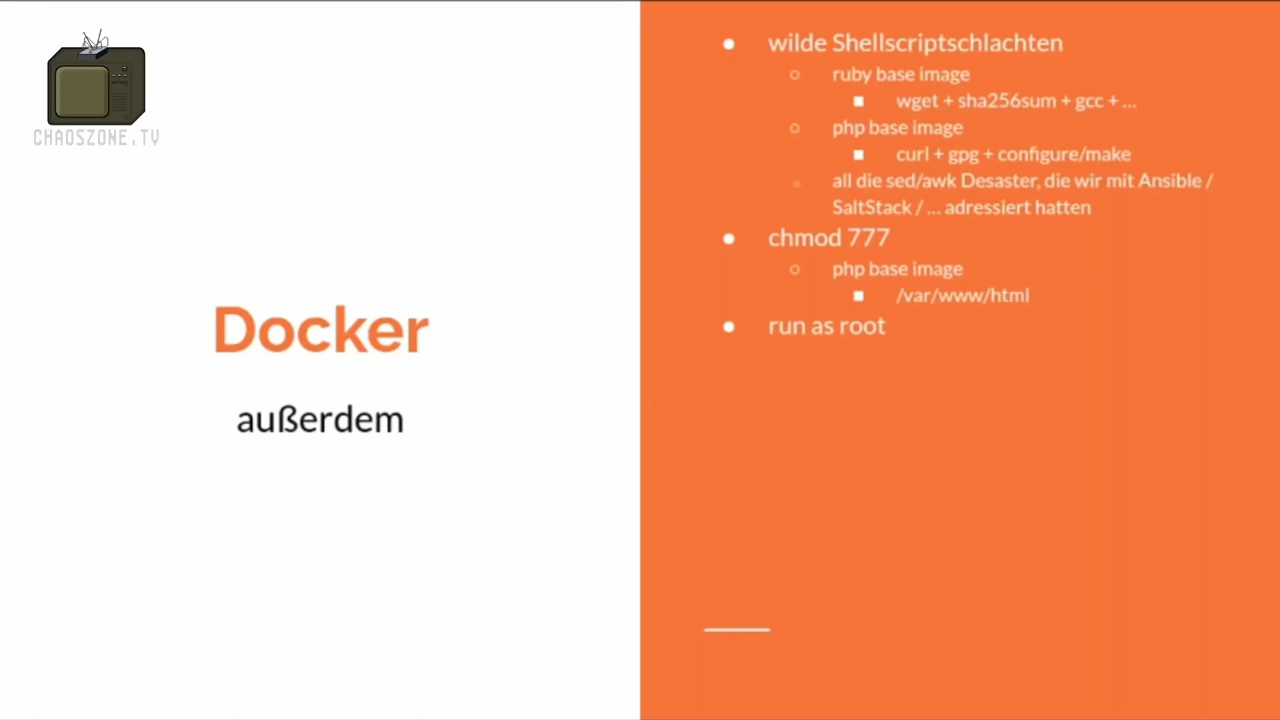 CHAOSZONE.TV
Docker
außerdem
wilde Shellscriptschlachten
ruby base image
wget + sha256sum + gcc + ...
php base image
curl + gpg + configure/make
all die sed/awk Desaster, die wir mit Ansible /
SaltStack / ... adressiert hatten
chmod 777
php base image
/var/www/html
run as root